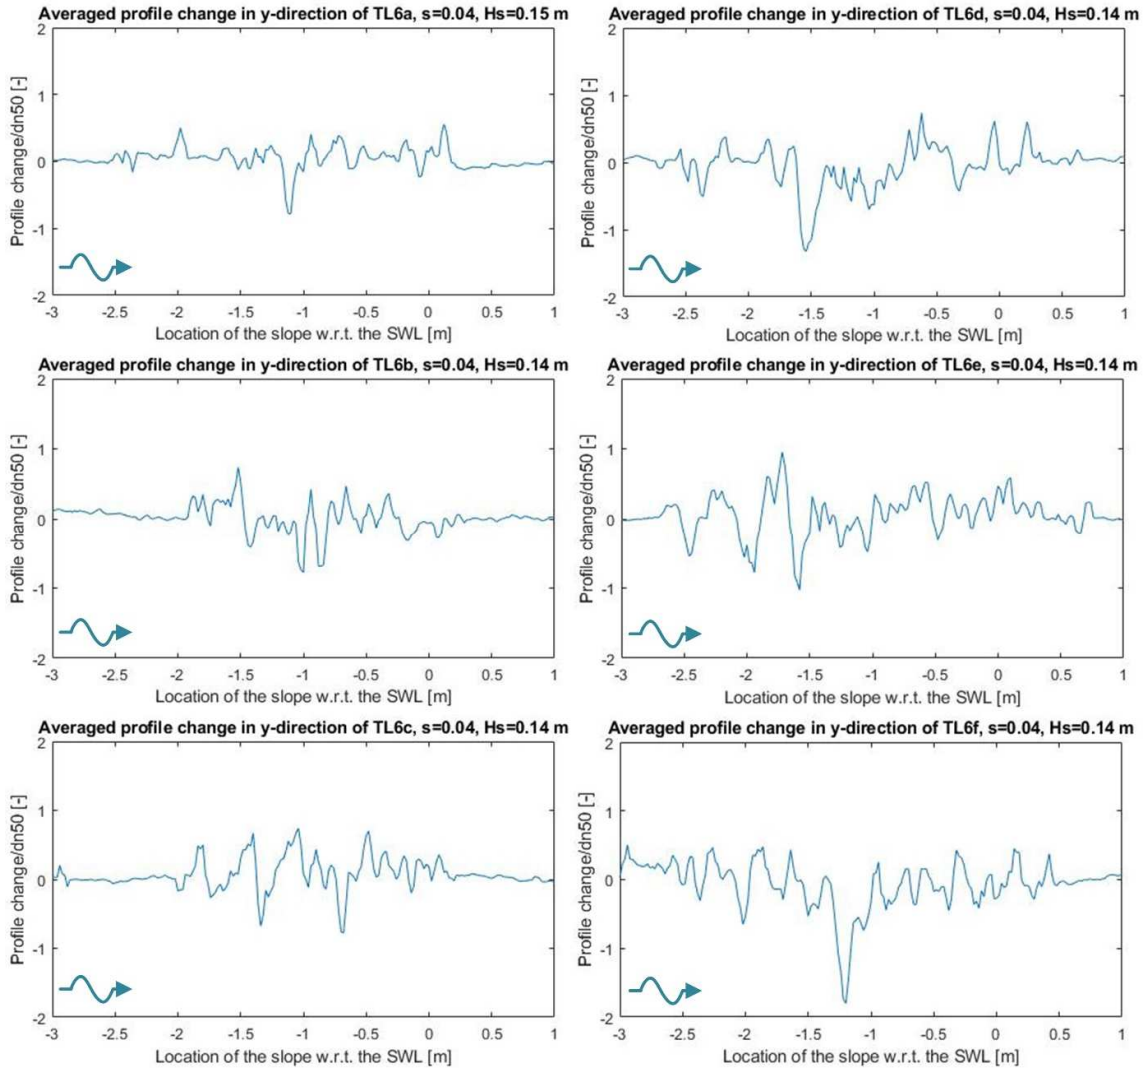 Averaged profile change in y-direction of TL6a, s=0.04, Hs=0.15 m
2
1
0
-1
-2
Profile change/dn50 [-]
-3 -2.5 -2 -1.5 -1 -0.5 0 0.5 1
Location of the slope w.r.t. the SWL [m]
Averaged profile change in y-direction of TL6d, s=0.04, Hs=0.14 m
2
1
0
-1
-2
Profile change/dn50 [-]
-3 -2.5 -2 -1.5 -1 -0.5 0 0.5 1
Location of the slope w.r.t. the SWL [m]
Averaged profile change in y-direction of TL6b, s=0.04, Hs=0.14 m
2
1
0
-1
-2
Profile change/dn50 [-]
-3 -2.5 -2 -1.5 -1 -0.5 0 0.5 1
Location of the slope w.r.t. the SWL [m]
Averaged profile change in y-direction of TL6e, s=0.04, Hs=0.14 m
2
1
0
-1
-2
Profile change/dn50 [-]
-3 -2.5 -2 -1.5 -1 -0.5 0 0.5 1
Location of the slope w.r.t. the SWL [m]
Averaged profile change in y-direction of TL6c, s=0.04, Hs=0.14 m
2
1
0
-1
-2
Profile change/dn50 [-]
-3 -2.5 -2 -1.5 -1 -0.5 0 0.5 1
Location of the slope w.r.t. the SWL [m]
Averaged profile change in y-direction of TL6f, s=0.04, Hs=0.14 m
2
1
0
-1
-2
Profile change/dn50 [-]
-3 -2.5 -2 -1.5 -1 -0.5 0 0.5 1
Location of the slope w.r.t. the SWL [m]